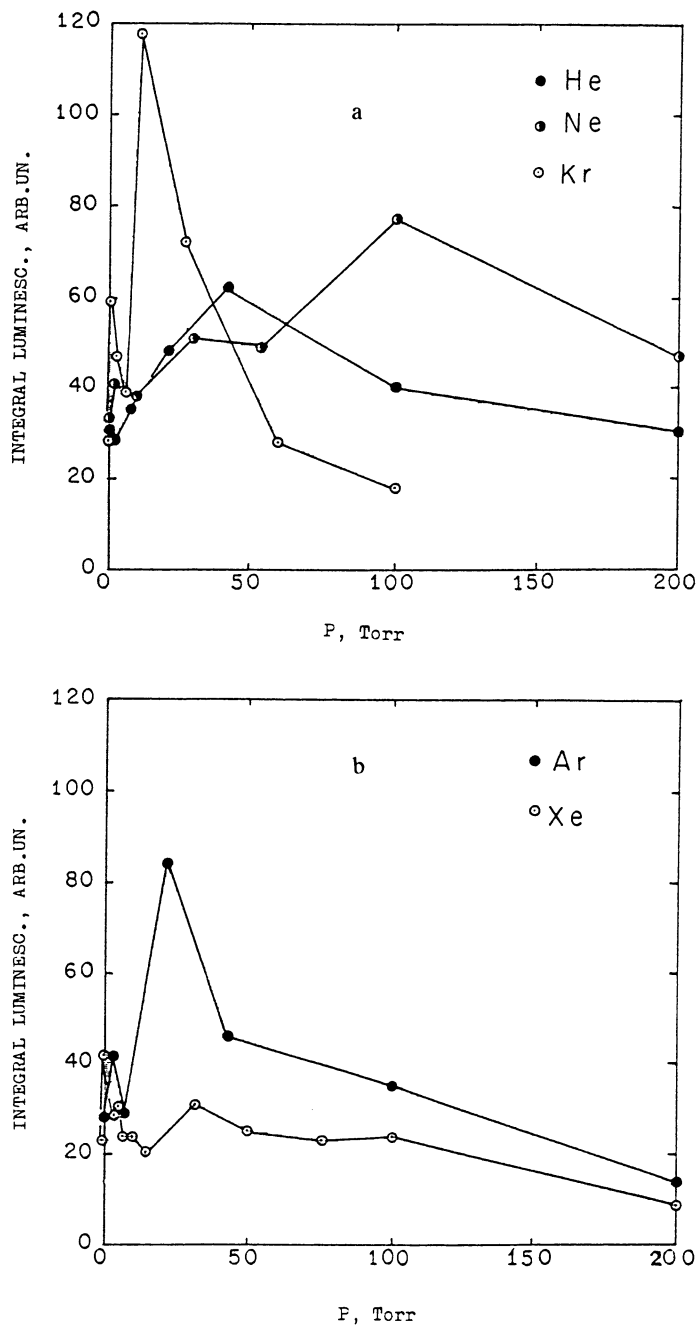 120
100
80
60
40
20
0
INTEGRAL LUMINESC., ARB.UN.
a
He
Ne
Kr
0 50 100 150 200
P, Torr
120
100
80
60
40
20
0
INTEGRAL LUMINESC., ARB.UN.
b
Ar
Xe
0 50 100 150 200
P, Torr